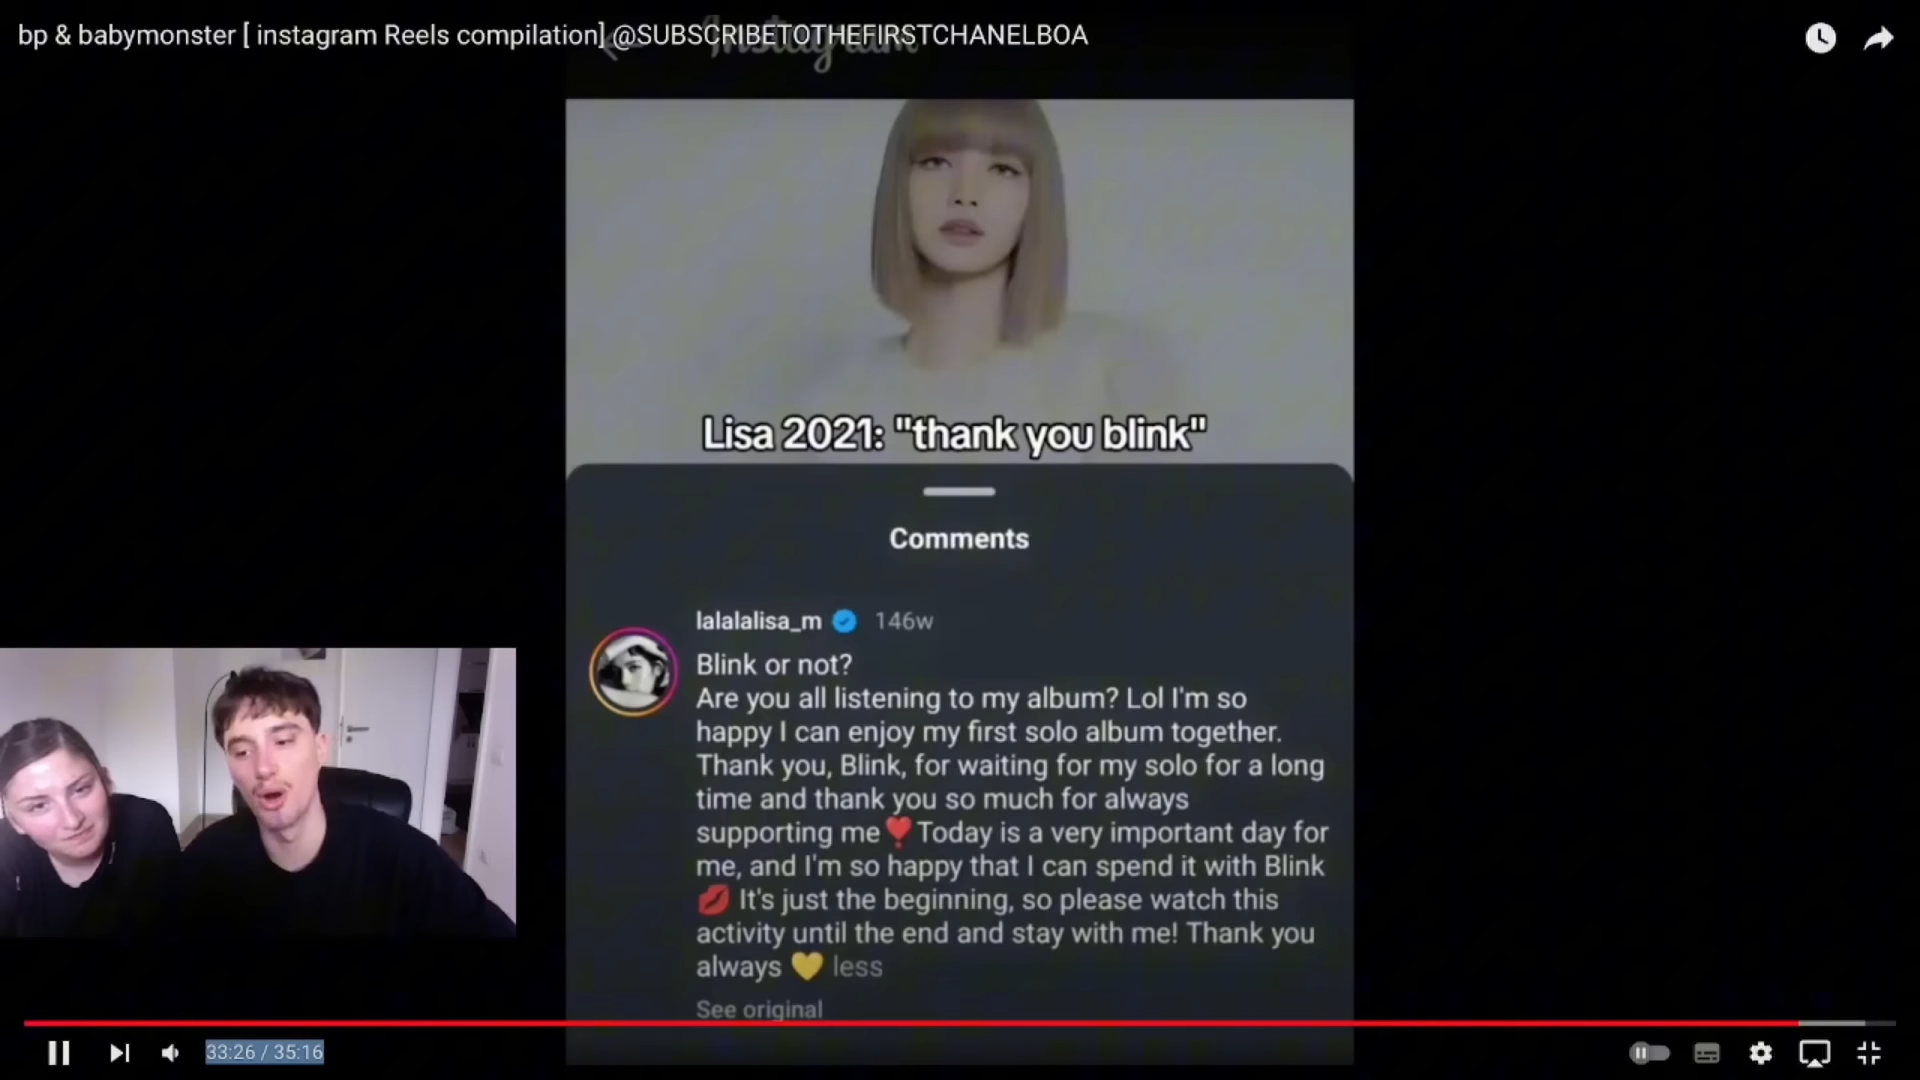 bp & babymonster [ instagram Reels compilation] @SUBSCRIBETOTHEFIRSTCHANELBOA
Instagram
Lisa 2021: "thank you blink"
Comments
lalalalisa_m 146w
Blink or not?
Are you all listening to my album? Lol I'm so
happy I can enjoy my first solo album together.
Thank you, Blink, for waiting for my solo for a long
time and thank you so much for always
supporting me❣️Today is a very important day for
me, and I'm so happy that I can spend it with Blink
💋 It's just the beginning, so please watch this
activity until the end and stay with me! Thank you
always 💛 less
See original
33:26 / 35:16